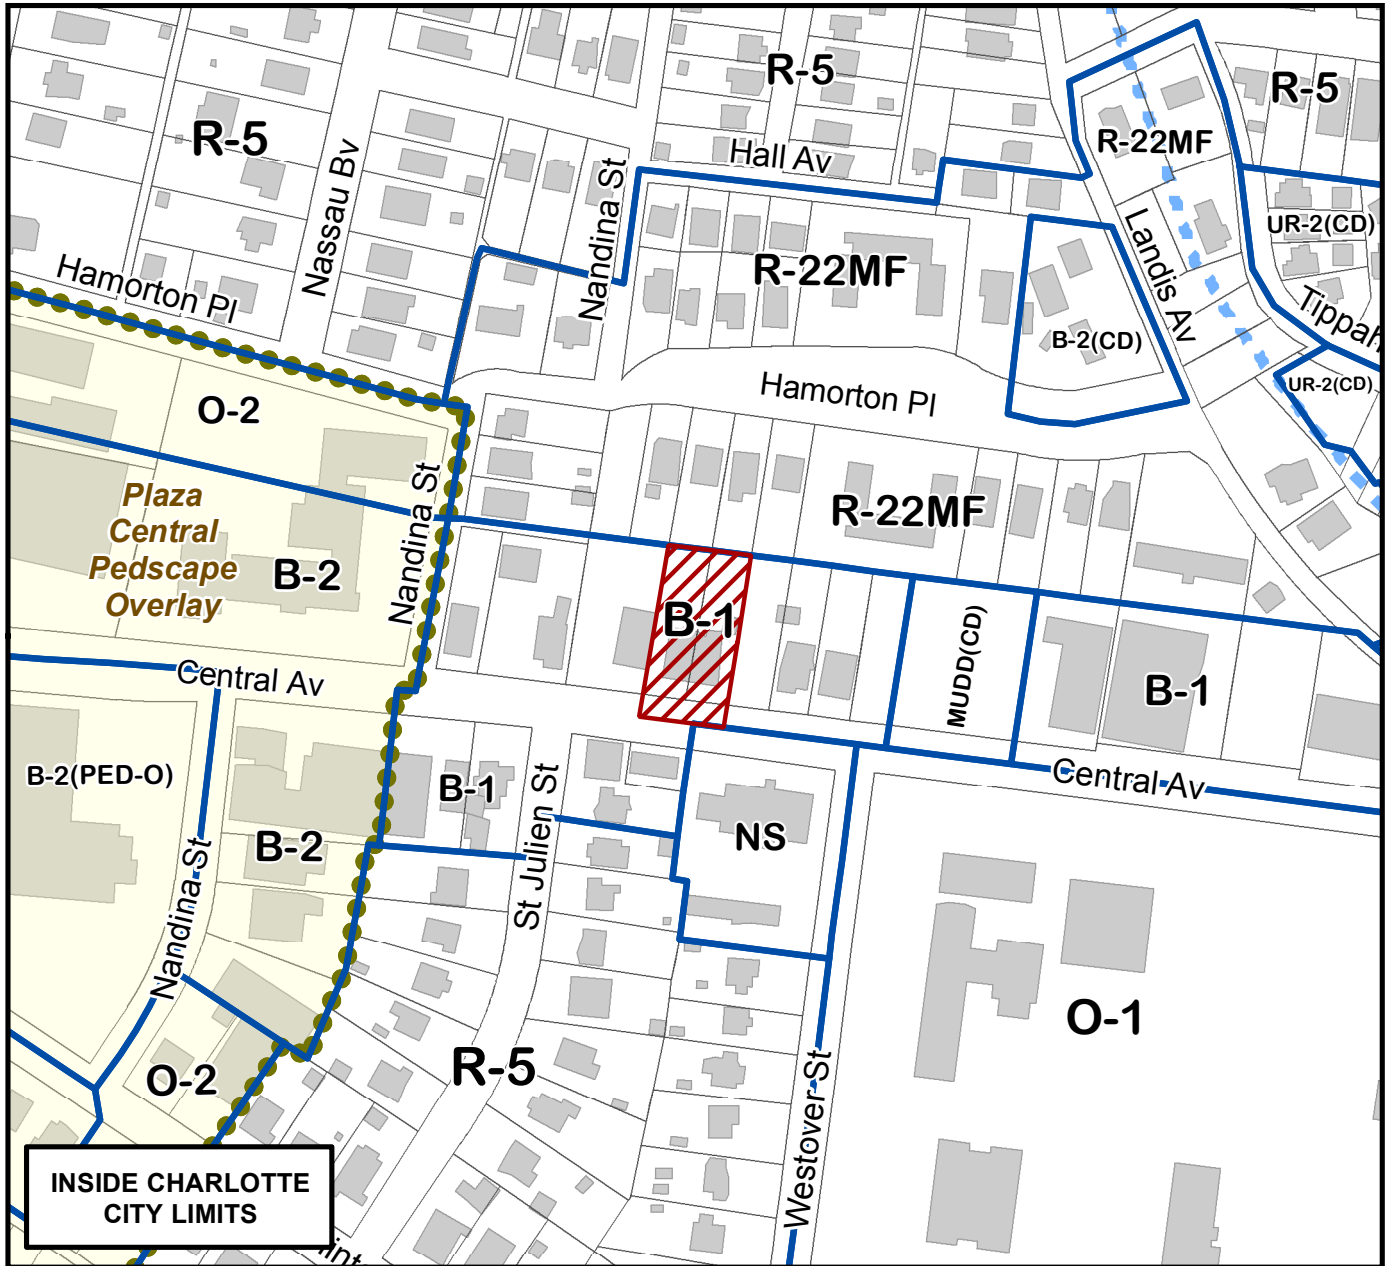 R-5
R-5
R-5
R-22MF
Hall Av
Nassau Bv
Nandina St
Landis Av
UR-2(CD)
Hamorton Pl
R-22MF
Tippah
B-2(CD)
UR-2(CD)
Hamorton Pl
O-2
Nandina St
R-22MF
Plaza
Central
Pedscape
Overlay
B-2
B-1
MUDD(CD)
B-1
Central Av
B-2(PED-O)
B-1
Central Av
St Julien St
NS
B-2
Nandina St
O-1
R-5
O-2
Westover St
INSIDE CHARLOTTE
CITY LIMITS